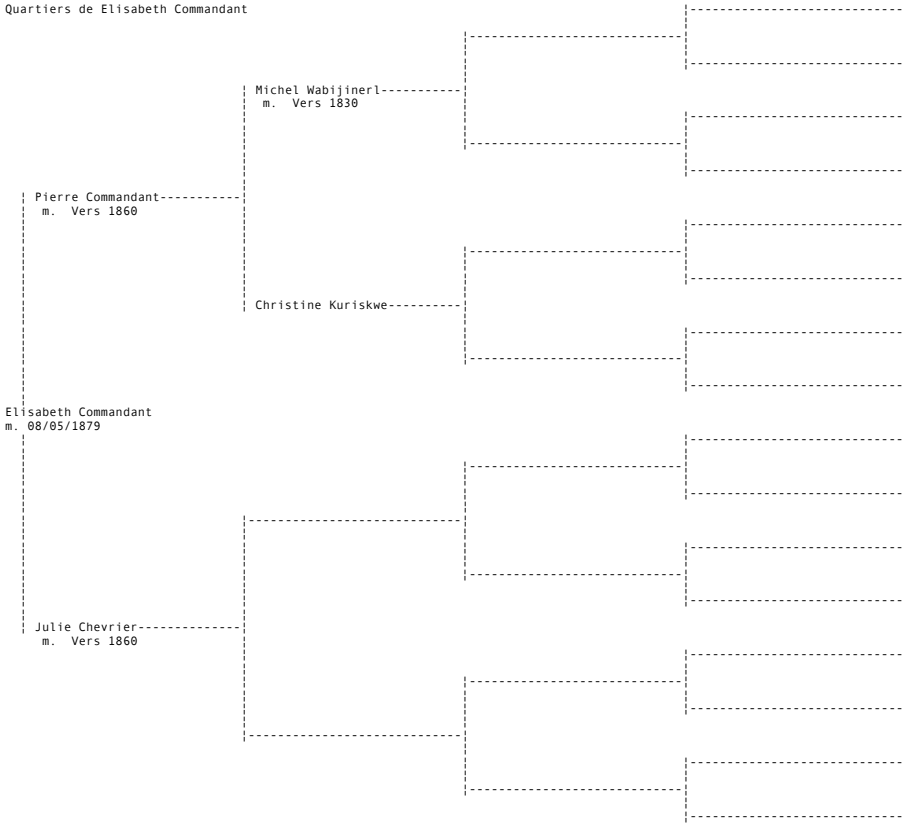 Quartiers de Elisabeth Commandant
Michel Wabijinerl
m. Vers 1830
Pierre Commandant
m. Vers 1860
Christine Kuriskwe
Elisabeth Commandant
m. 08/05/1879
Julie Chevrier
m. Vers 1860